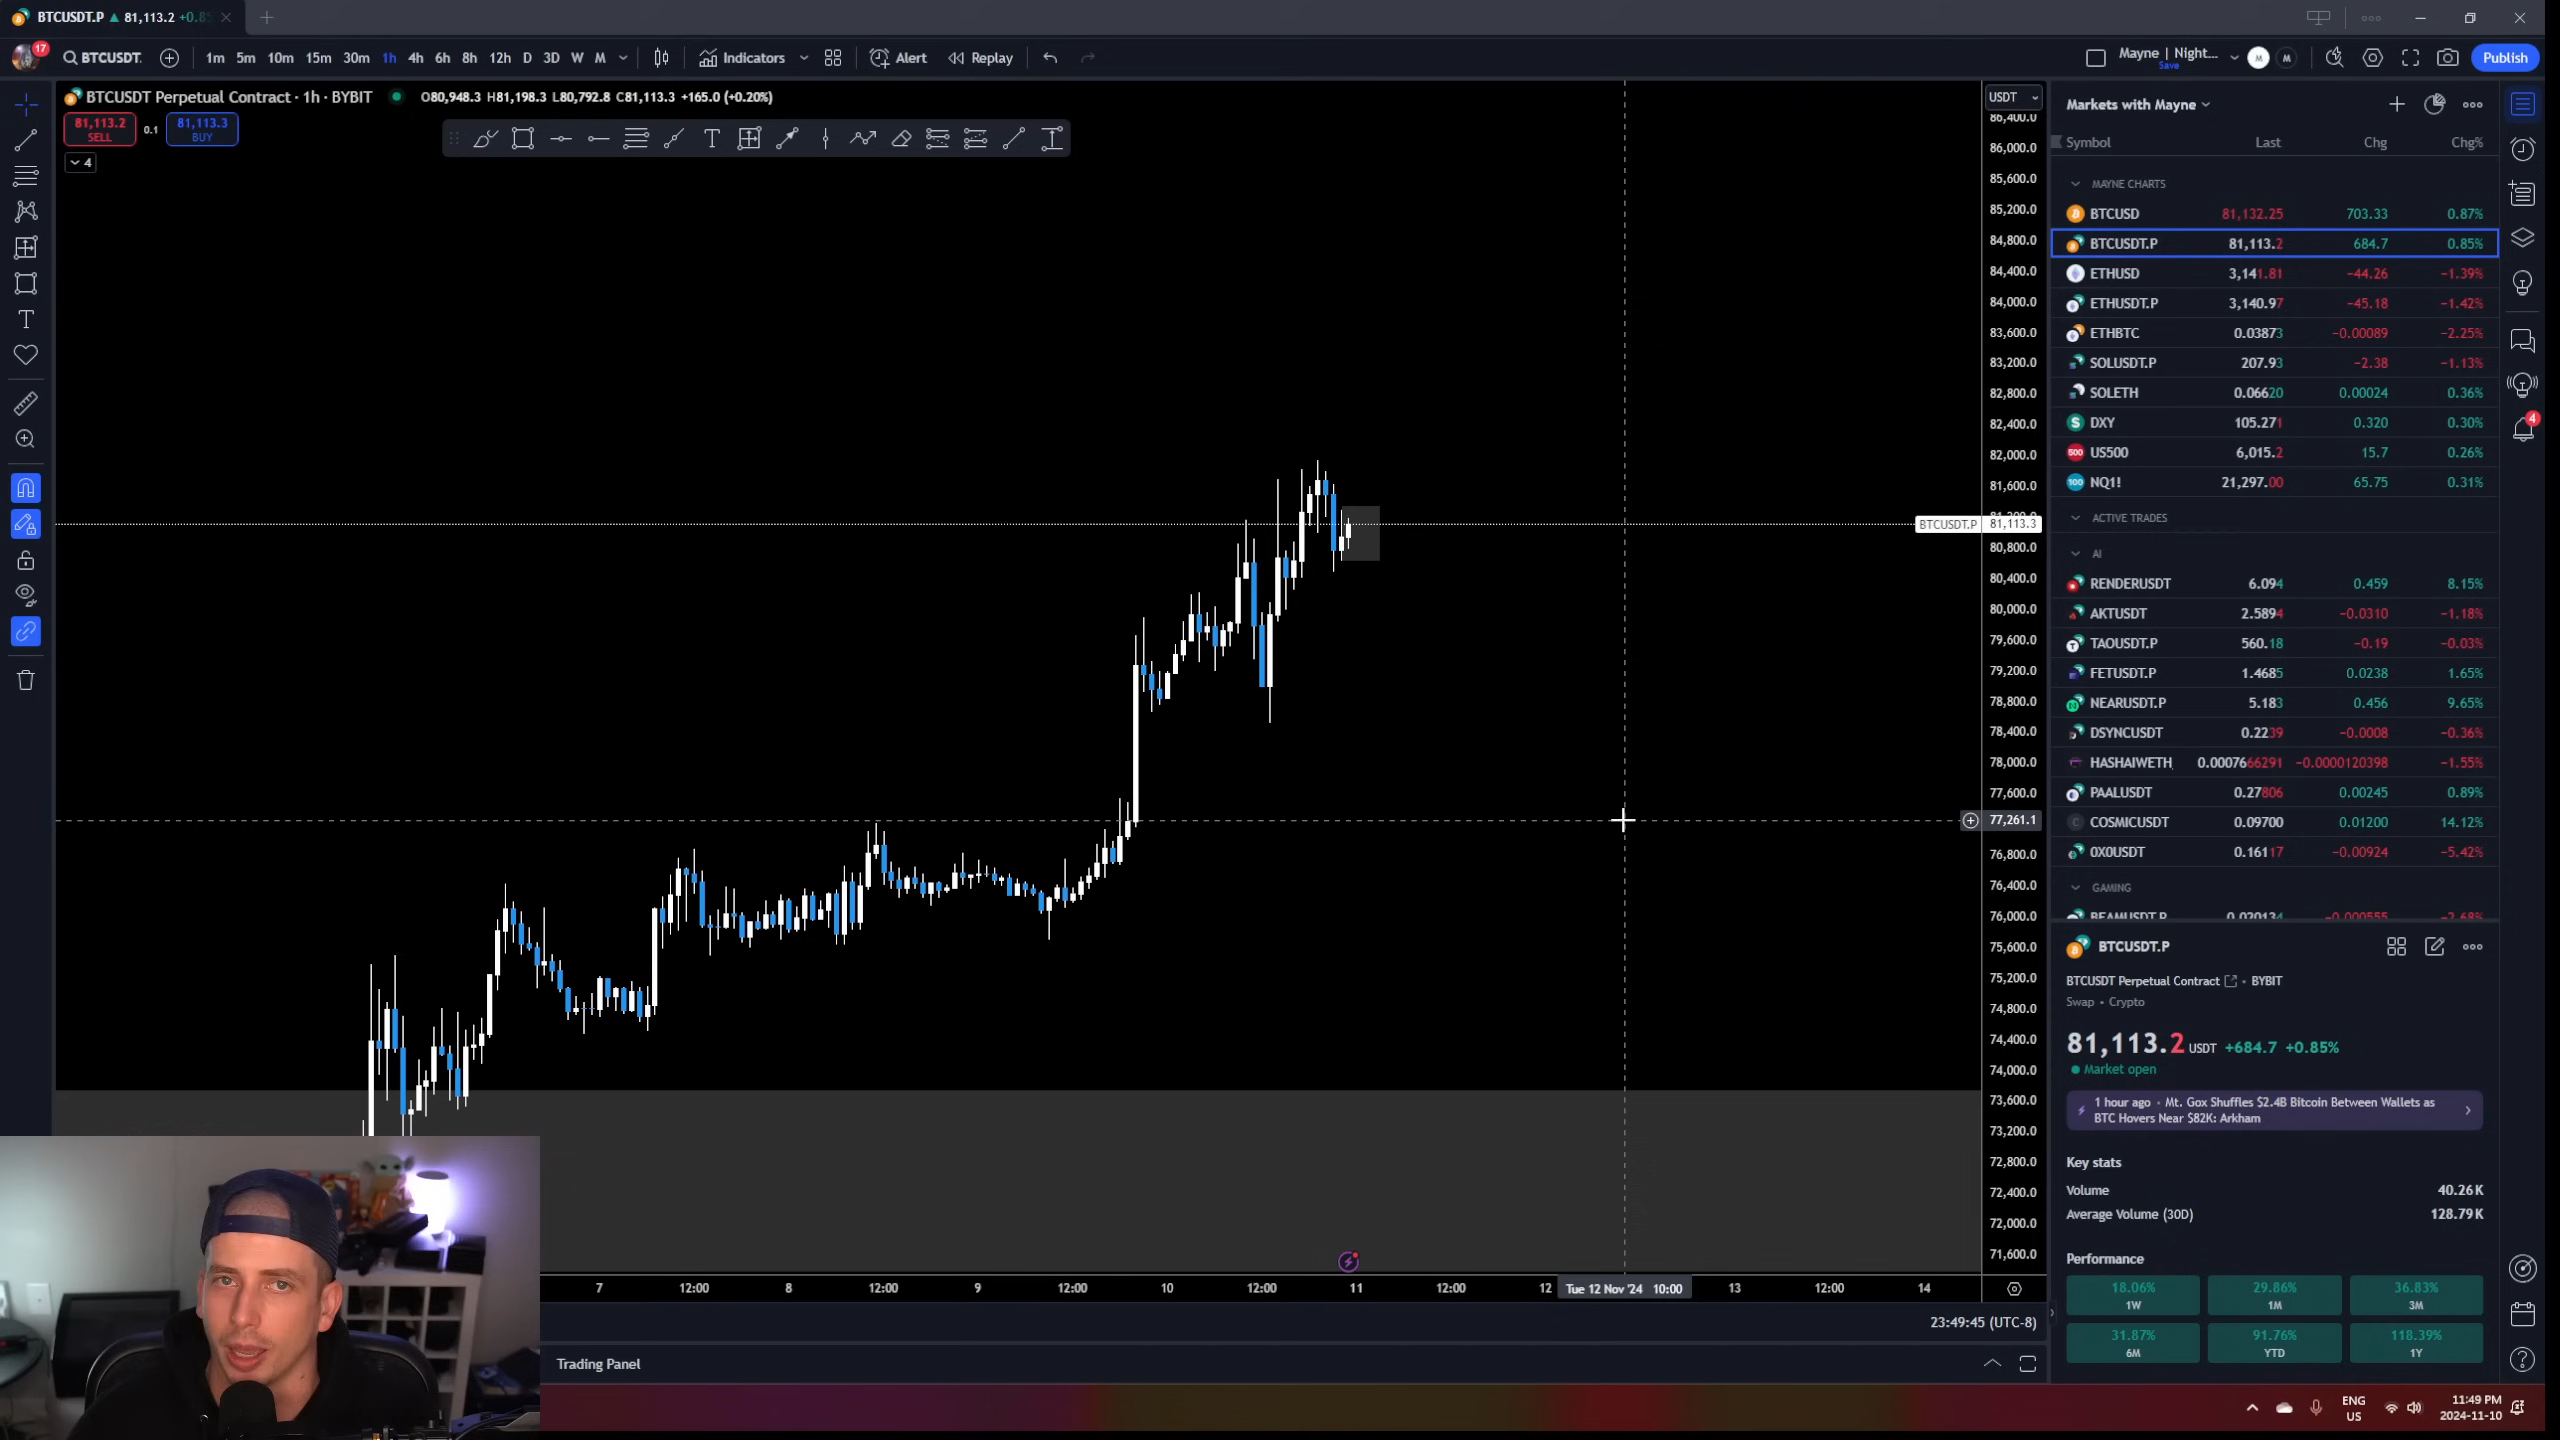 BTCUSDT.P ▲ 81,113.2 +0.85
17 BTCUSDT. 1m 5m 10m 15m 30m 1h 4h 6h 8h 12h D 3D W M Indicators Alert Replay Mayne | Night... Save M M Publish
BTCUSDT Perpetual Contract · 1h · BYBIT O80,948.3 H81,198.3 L80,792.8 C81,113.3 +165.0 (+0.20%)
81,113.2 SELL 0.1 81,113.3 BUY
4
USDT
86,400.0
86,000.0
85,600.0
85,200.0
84,800.0
84,400.0
84,000.0
83,600.0
83,200.0
82,800.0
82,400.0
82,000.0
81,600.0
BTCUSDT.P 81,113.3
80,800.0
80,400.0
80,000.0
79,600.0
79,200.0
78,800.0
78,400.0
78,000.0
77,600.0
77,261.1
76,800.0
76,400.0
76,000.0
75,600.0
75,200.0
74,800.0
74,400.0
74,000.0
73,600.0
73,200.0
72,800.0
72,400.0
72,000.0
71,600.0
7 12:00 8 12:00 9 12:00 10 12:00 11 12:00 12 Tue 12 Nov '24 10:00 13 12:00 14
23:49:45 (UTC-8)
Trading Panel
Markets with Mayne
Symbol Last Chg Chg%
MAYNE CHARTS
BTCUSD 81,132.25 703.33 0.87%
BTCUSDT.P 81,113.2 684.7 0.85%
ETHUSD 3,141.81 −44.26 −1.39%
ETHUSDT.P 3,140.97 −45.18 −1.42%
ETHBTC 0.03873 −0.00089 −2.25%
SOLUSDT.P 207.93 −2.38 −1.13%
SOLETH 0.06620 0.00024 0.36%
DXY 105.271 0.320 0.30%
US500 6,015.2 15.7 0.26%
NQ1! 21,297.00 65.75 0.31%
ACTIVE TRADES
AI
RENDERUSDT 6.094 0.459 8.15%
AKTUSDT 2.5894 −0.0310 −1.18%
TAOUSDT.P 560.18 −0.19 −0.03%
FETUSDT.P 1.4685 0.0238 1.65%
NEARUSDT.P 5.183 0.456 9.65%
DSYNCUSDT 0.2239 −0.0008 −0.36%
HASHAIWETH 0.0007666291 −0.0000120398 −1.55%
PAALUSDT 0.27806 0.00245 0.89%
COSMICUSDT 0.09700 0.01200 14.12%
0X0USDT 0.16117 −0.00924 −5.42%
GAMING
BEAMUSDT.P 0.020134 −0.000555 −2.68%
BTCUSDT.P
BTCUSDT Perpetual Contract • BYBIT
Swap • Crypto
81,113.2 USDT +684.7 +0.85%
Market open
1 hour ago • Mt. Gox Shuffles $2.4B Bitcoin Between Wallets as
BTC Hovers Near $82K: Arkham
Key stats
Volume 40.26K
Average Volume (30D) 128.79K
Performance
18.06% 29.86% 36.83%
1W 1M 3M
31.87% 91.76% 118.39%
6M YTD 1Y
4
ENG US 11:49 PM
2024-11-10